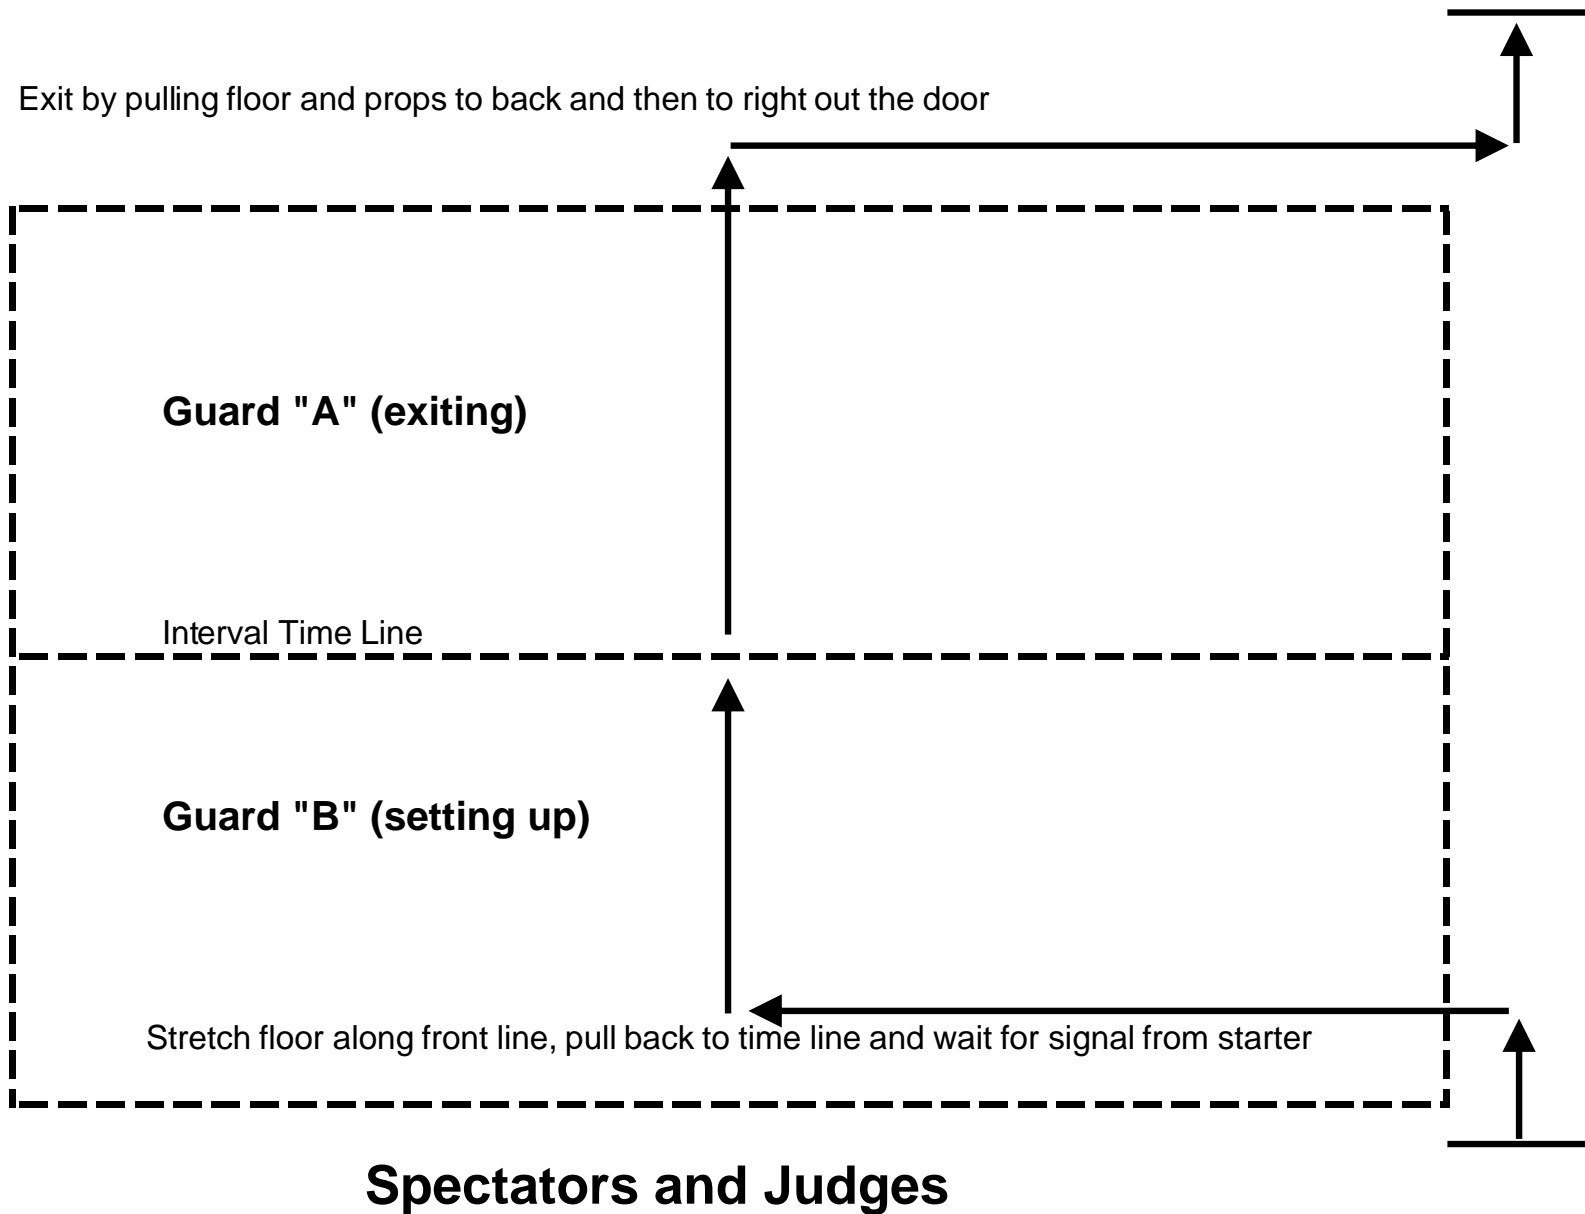 Exit by pulling floor and props to back and then to right out the door
Guard "A" (exiting)
Interval Time Line
Guard "B" (setting up)
Stretch floor along front line, pull back to time line and wait for signal from starter
Spectators and Judges